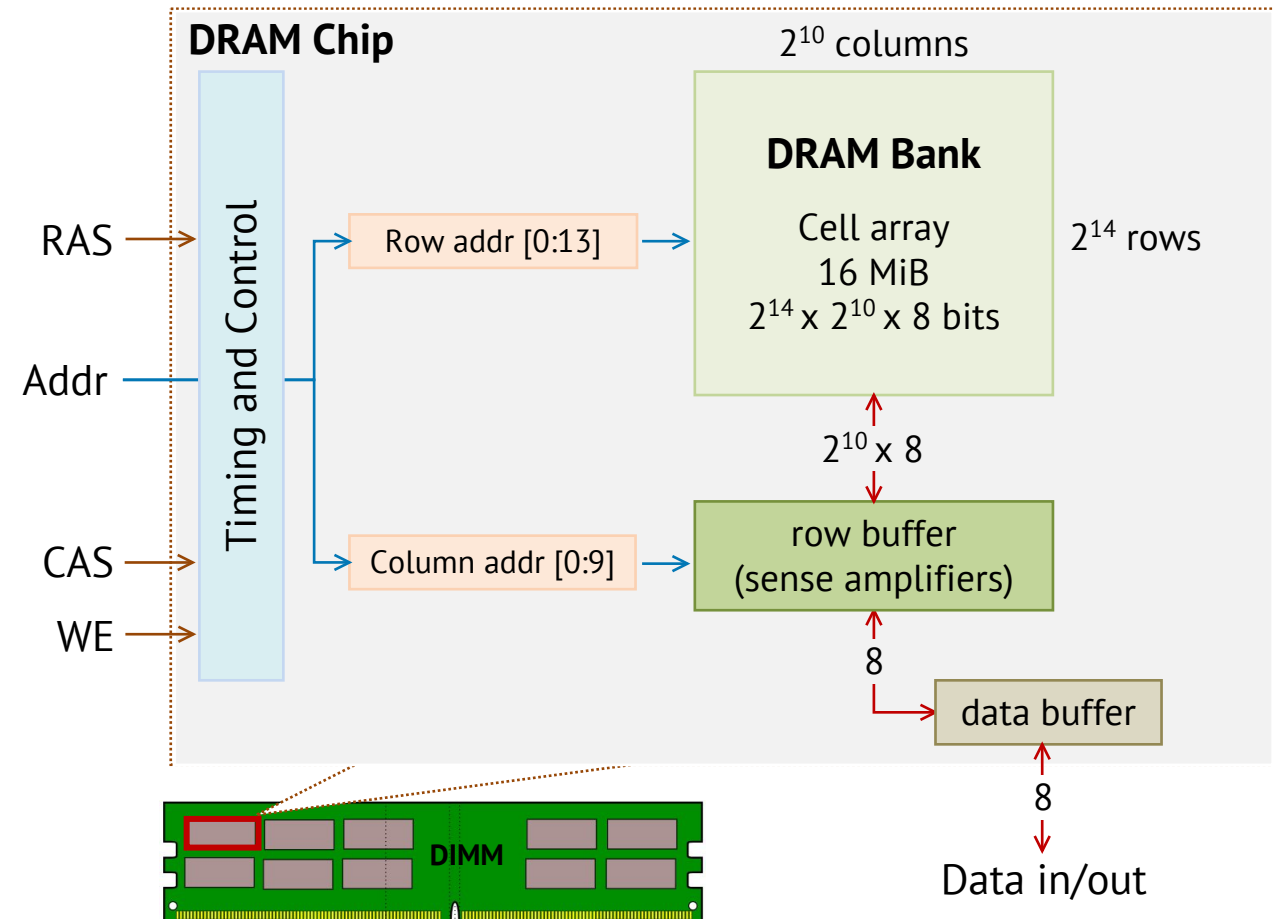 DRAM Chip
2¹⁰ columns
DRAM Bank
Cell array
16 MiB
2¹⁴ x 2¹⁰ x 8 bits
2¹⁴ rows
RAS
Addr
CAS
WE
Timing and Control
Row addr [0:13]
Column addr [0:9]
2¹⁰ x 8
row buffer
(sense amplifiers)
8
data buffer
8
Data in/out
DIMM